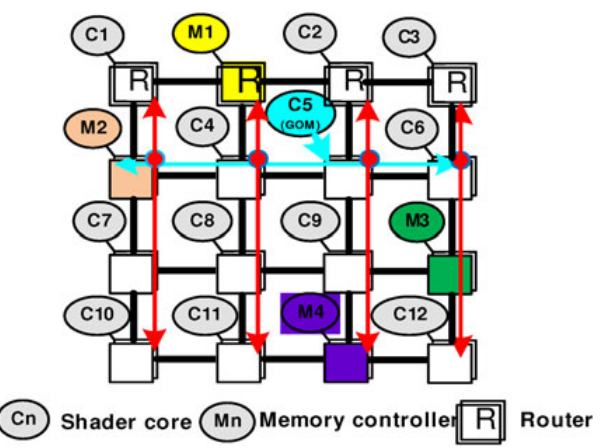 C1 M1 C2 C3
R R R R
M2 C4 C5 C6
(GOM)
C7 C8 C9 M3
C10 C11 M4 C12
Cn Shader core Mn Memory controller R Router